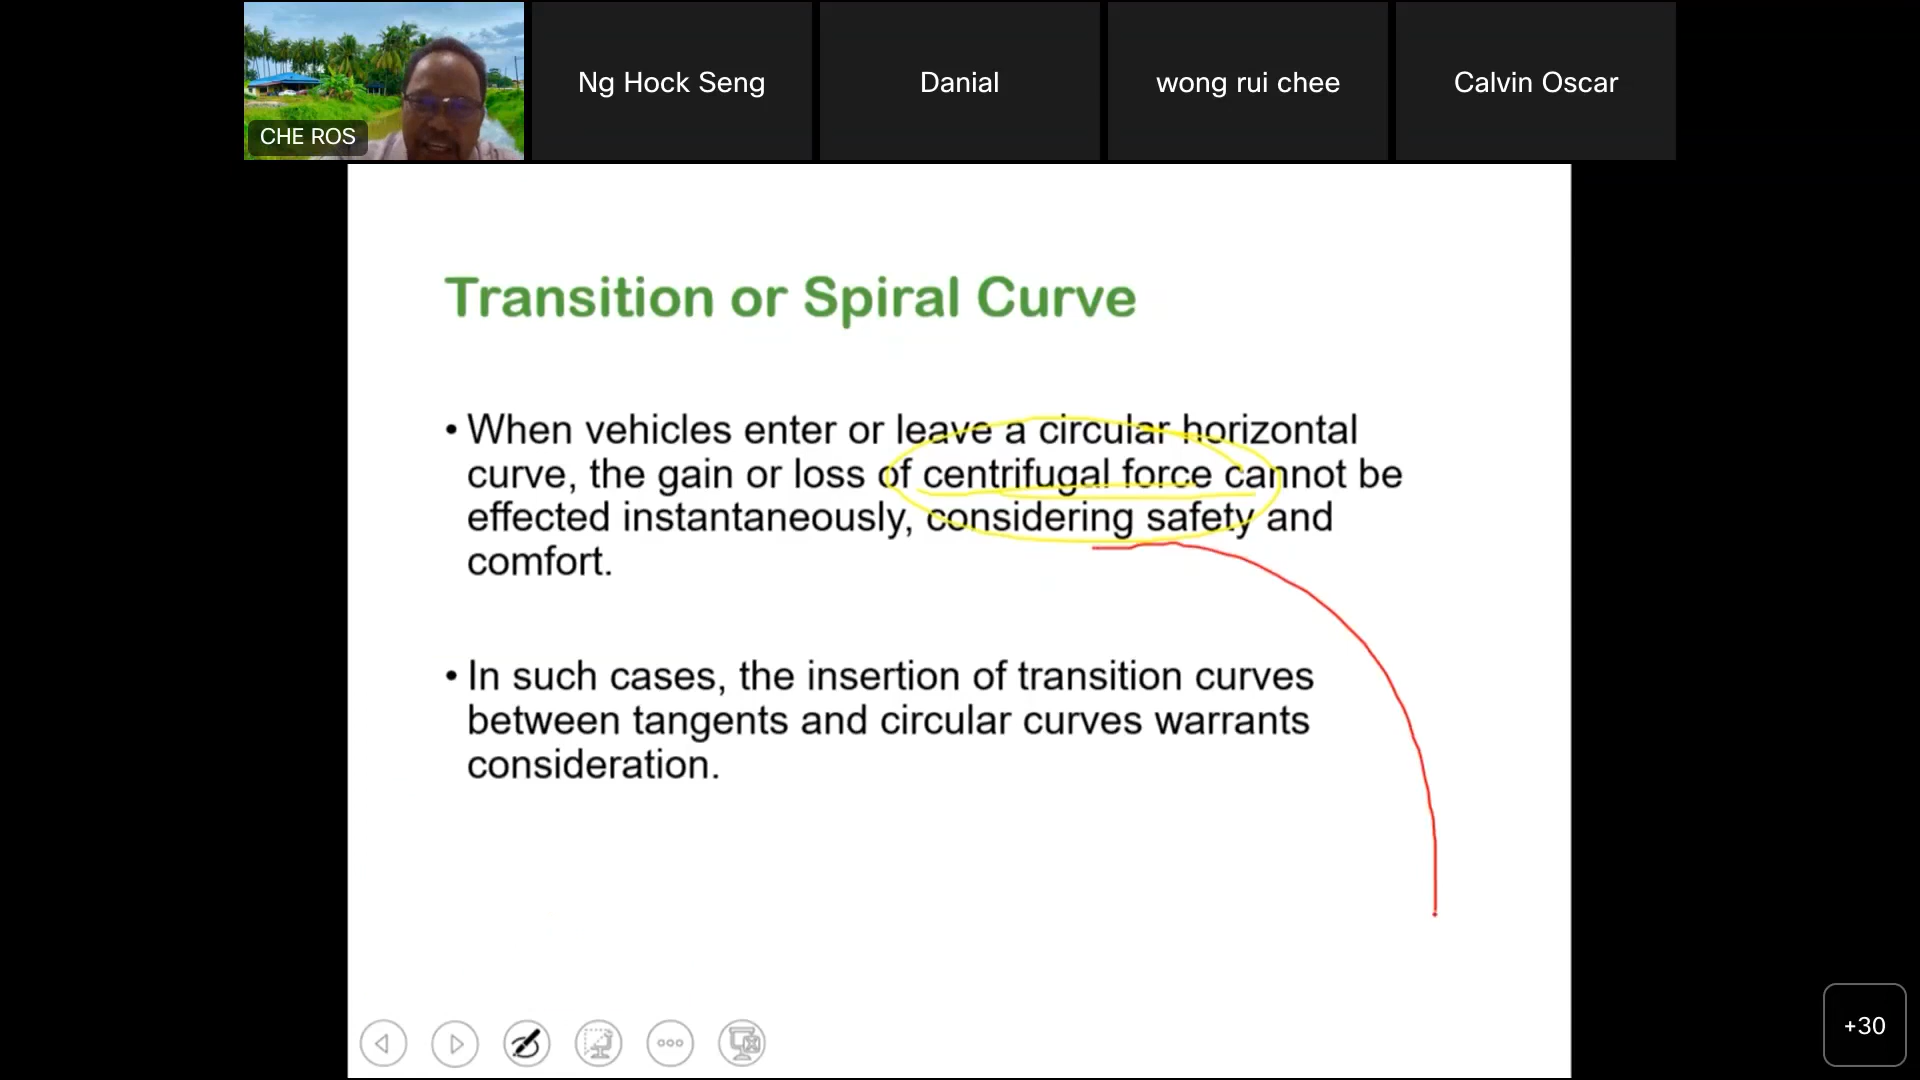 Ng Hock Seng
Danial
wong rui chee
Calvin Oscar
CHE ROS
Transition or Spiral Curve
• When vehicles enter or leave a circular horizontal
curve, the gain or loss of centrifugal force cannot be
effected instantaneously, considering safety and
comfort.
• In such cases, the insertion of transition curves
between tangents and circular curves warrants
consideration.
+30